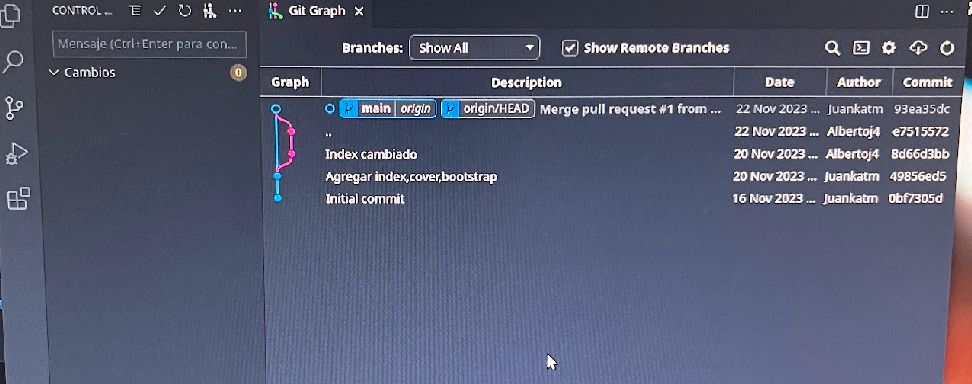 CONTROL ...
Mensaje (Ctrl+Enter para con...
Cambios 0
Git Graph
Branches: Show All Show Remote Branches
Graph Description Date Author Commit
main origin origin/HEAD Merge pull request #1 from ... 22 Nov 2023 ... Juankatm 93ea35dc
.. 22 Nov 2023 ... Albertoj4 e7515572
Index cambiado 20 Nov 2023 ... Albertoj4 8d66d3bb
Agregar index,cover,bootstrap 20 Nov 2023 ... Juankatm 49856ed5
Initial commit 16 Nov 2023 ... Juankatm 0bf7305d